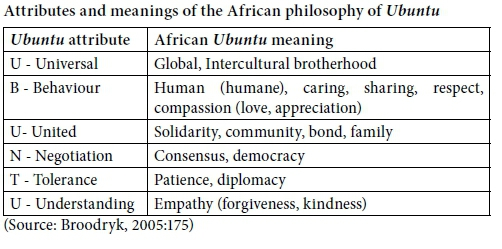 Attributes and meanings of the African philosophy of Ubuntu
Ubuntu attribute African Ubuntu meaning
U - Universal Global, Intercultural brotherhood
B - Behaviour Human (humane), caring, sharing, respect,
compassion (love, appreciation)
U- United Solidarity, community, bond, family
N - Negotiation Consensus, democracy
T - Tolerance Patience, diplomacy
U - Understanding Empathy (forgiveness, kindness)
(Source: Broodryk, 2005:175)